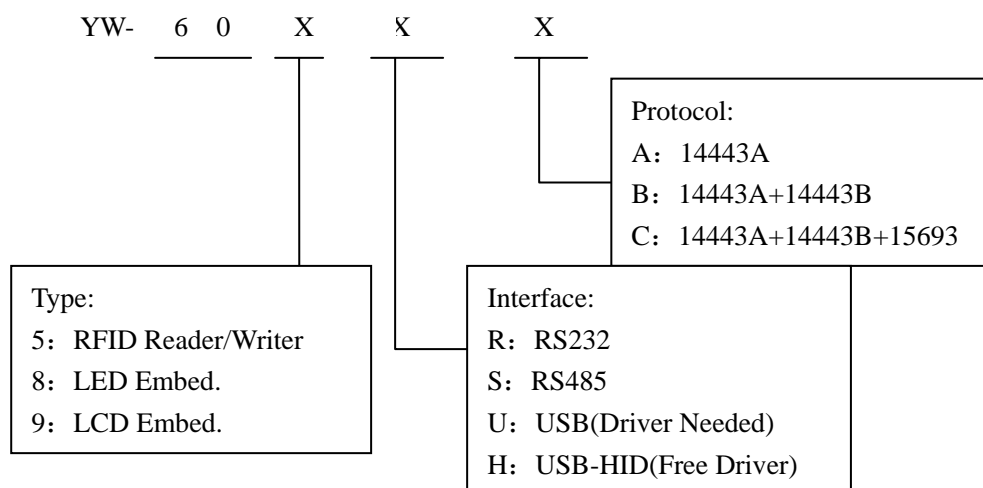 YW- 6 0 X X X
Protocol:
A：14443A
B：14443A+14443B
C：14443A+14443B+15693
Type:
5：RFID Reader/Writer
8：LED Embed.
9：LCD Embed.
Interface:
R：RS232
S：RS485
U：USB(Driver Needed)
H：USB-HID(Free Driver)